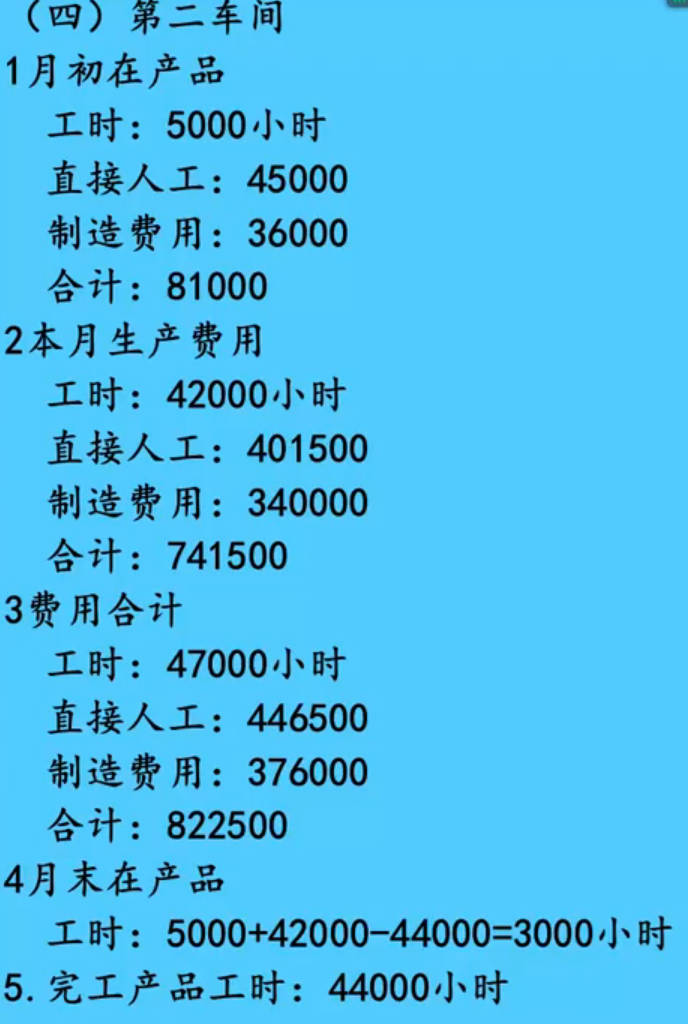 （四）第二车间
1月初在产品
工时：5000小时
直接人工：45000
制造费用：36000
合计：81000
2本月生产费用
工时：42000小时
直接人工：401500
制造费用：340000
合计：741500
3费用合计
工时：47000小时
直接人工：446500
制造费用：376000
合计：822500
4月末在产品
工时：5000+42000-44000=3000小时
5.完工产品工时：44000小时